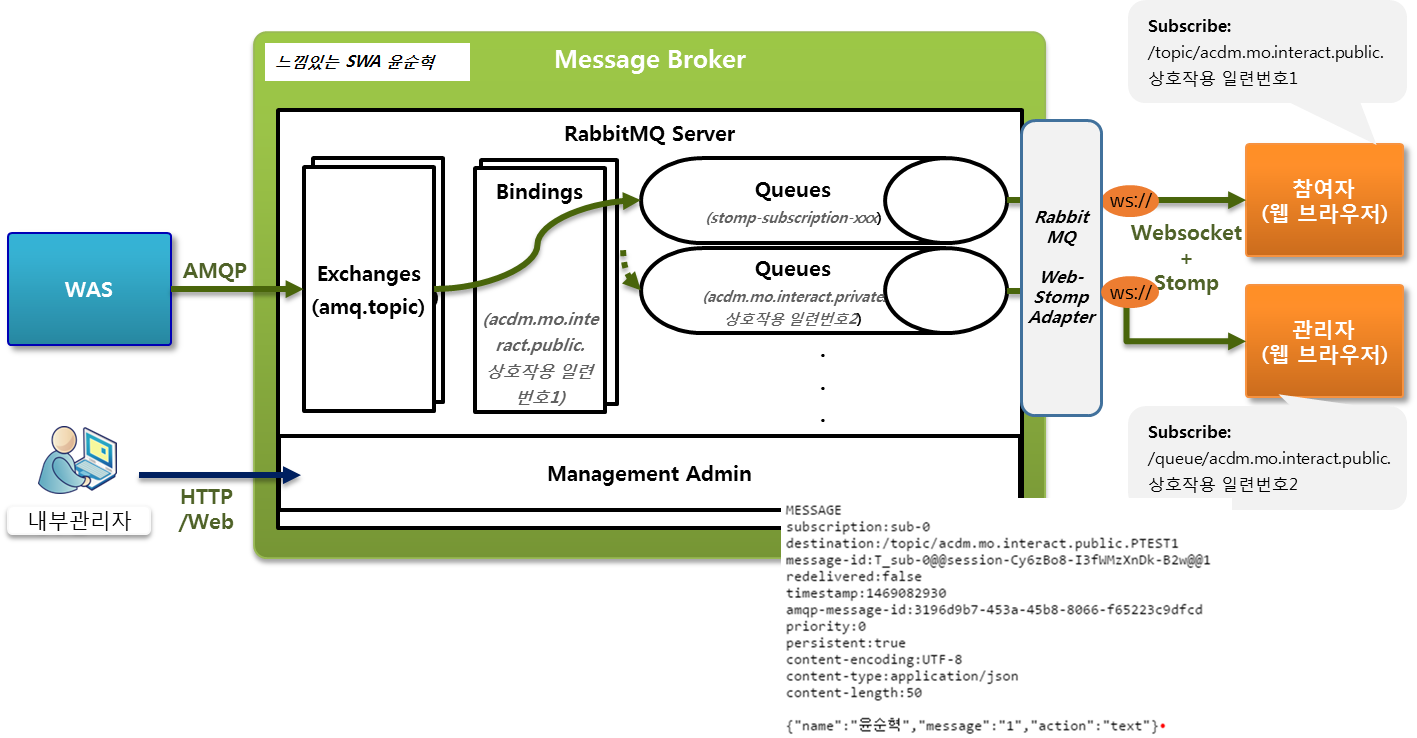 느낌있는 SWA 윤순혁
Message Broker
Subscribe:
/topic/acdm.mo.interact.public.
상호작용 일련번호1
RabbitMQ Server
WAS
AMQP
Exchanges
(amq.topic)
Bindings
(acdm.mo.inte
ract.public.
상호작용 일련
번호1)
Queues
(stomp-subscription-xxx)
Queues
(acdm.mo.interact.private.
상호작용 일련번호2)
.
.
.
Rabbit
MQ
Web-
Stomp
Adapter
ws://
ws://
Websocket
+
Stomp
참여자
(웹 브라우저)
관리자
(웹 브라우저)
Subscribe:
/queue/acdm.mo.interact.public.
상호작용 일련번호2
내부관리자
HTTP
/Web
Management Admin
MESSAGE
subscription:sub-0
destination:/topic/acdm.mo.interact.public.PTEST1
message-id:T_sub-0@@session-Cy6zBo8-I3fWMzXnDk-B2w@@1
redelivered:false
timestamp:1469082930
amqp-message-id:3196d9b7-453a-45b8-8066-f65223c9dfcd
priority:0
persistent:true
content-encoding:UTF-8
content-type:application/json
content-length:50
{"name":"윤순혁","message":"1","action":"text"}